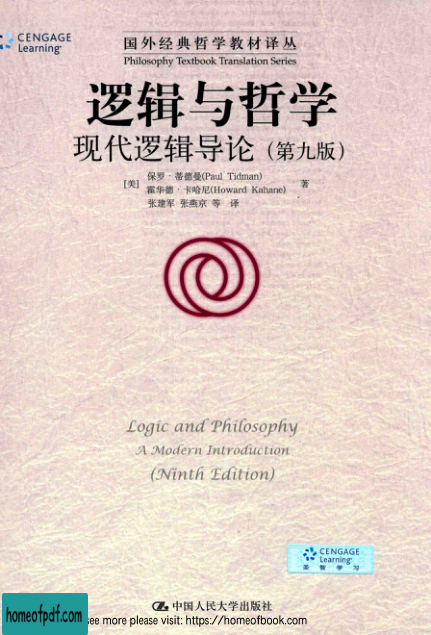 CENGAGE
Learning
国外经典哲学教材译丛
Philosophy Textbook Translation Series
逻辑与哲学
现代逻辑导论（第九版）
[美] 保罗·蒂德曼(Paul Tidman)
霍华德·卡哈尼(Howard Kahane) 著
张建军 张燕京 等 译
Logic and Philosophy
A Modern Introduction
(Ninth Edition)
CENGAGE
Learning
圣智学习
中国人民大学出版社
homeofpdf.com
see more please visit: https://homeofbook.com